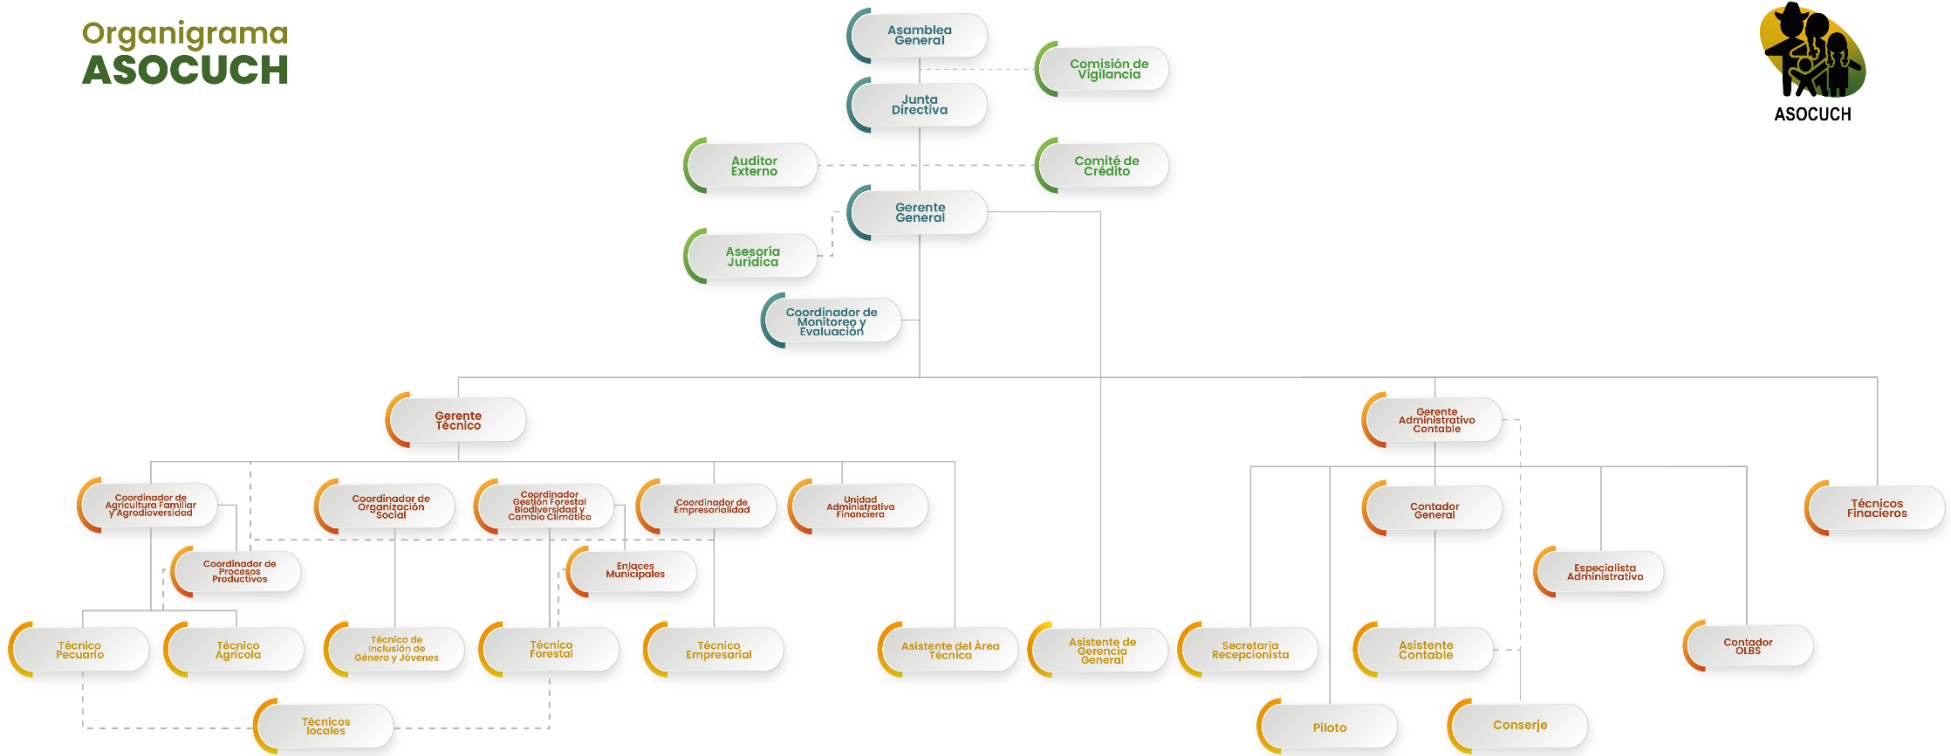 Organigrama
ASOCUCH
ASOCUCH
Asamblea
General
Comisión de
Vigilancia
Junta
Directiva
Auditor
Externo
Comité de
Crédito
Gerente
General
Asesoría
Jurídica
Coordinador de
Monitoreo y
Evaluación
Gerente
Técnico
Gerente
Administrativo
Contable
Coordinador de
Agricultura Familiar
y Agrodioversidad
Coordinador de
Organización
Social
Coordinador
Gestión Forestal
Biodiversidad y
Cambio Climático
Coordinador de
Empresarialidad
Unidad
Administrativa
Financiera
Contador
General
Técnicos
Finacieros
Coordinador de
Procesos
Productivos
Enlaces
Municipales
Especialista
Administrativo
Técnico
Pecuario
Técnico
Agrícola
Técnico de
Inclusión de
Género y Jóvenes
Técnico
Forestal
Técnico
Empresarial
Asistente del Área
Técnica
Asistente de
Gerencia
General
Secretaría
Recepcionista
Asistente
Contable
Contador
OLBS
Técnicos
locales
Piloto
Conserje